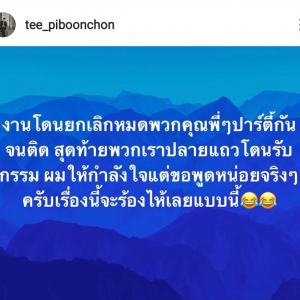 tee_piboonchon
งานโดนยกเลิกหมดพวกคุณพี่ๆปาร์ตี้กัน
จนติด สุดท้ายพวกเราปลายแถวโดนรับ
กรรม ผมให้กำลังใจแต่ขอพูดหน่อยจริงๆ
ครับเรื่องนี้จะร้องไห้เลยแบบนี้😂😂